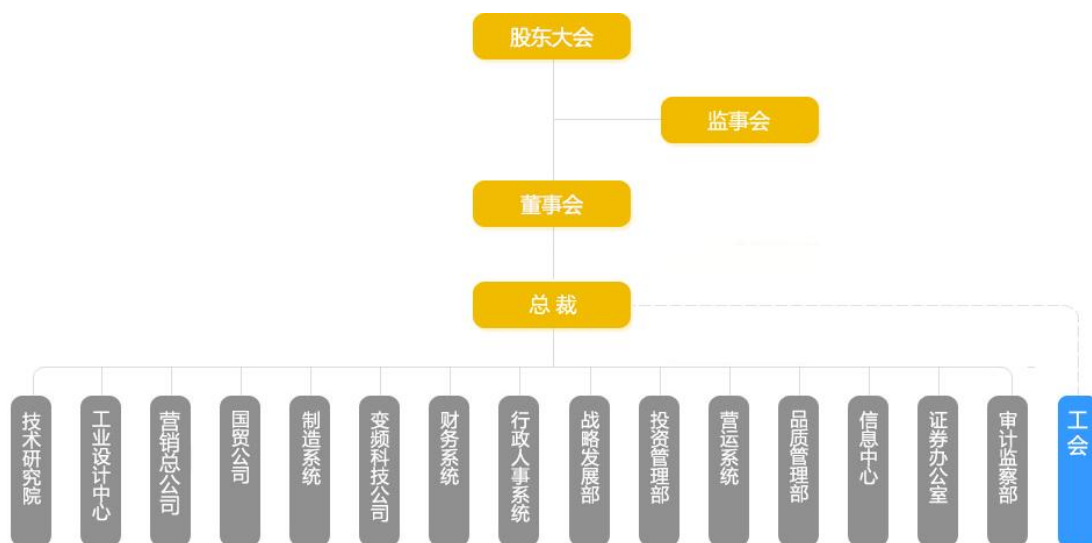 股东大会
监事会
董事会
总 裁
技术研究院
工业设计中心
营销总公司
国贸公司
制造系统
变频科技公司
财务系统
行政人事系统
战略发展部
投资管理部
营运系统
品质管理部
信息中心
证券办公室
审计监察部
工会